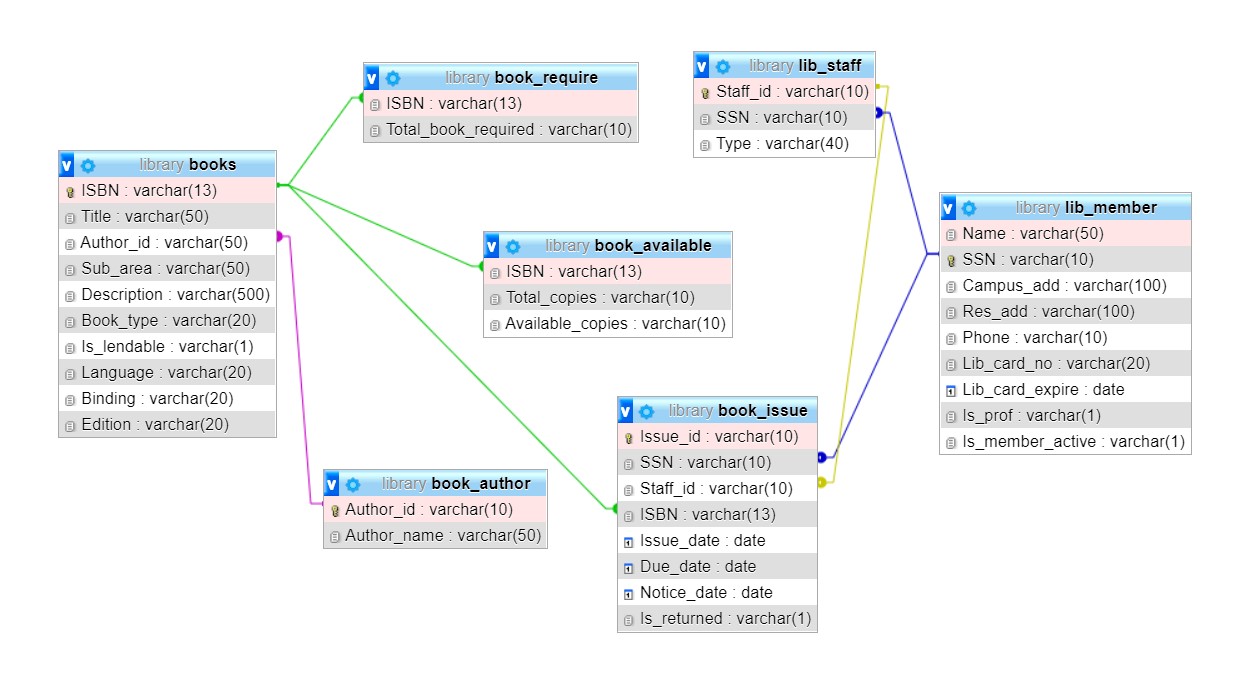 library book_require
ISBN : varchar(13)
Total_book_required : varchar(10)
library lib_staff
Staff_id : varchar(10)
SSN : varchar(10)
Type : varchar(40)
library books
ISBN : varchar(13)
Title : varchar(50)
Author_id : varchar(50)
Sub_area : varchar(50)
Description : varchar(500)
Book_type : varchar(20)
Is_lendable : varchar(1)
Language : varchar(20)
Binding : varchar(20)
Edition : varchar(20)
library book_available
ISBN : varchar(13)
Total_copies : varchar(10)
Available_copies : varchar(10)
library lib_member
Name : varchar(50)
SSN : varchar(10)
Campus_add : varchar(100)
Res_add : varchar(100)
Phone : varchar(10)
Lib_card_no : varchar(20)
Lib_card_expire : date
Is_prof : varchar(1)
Is_member_active : varchar(1)
library book_author
Author_id : varchar(10)
Author_name : varchar(50)
library book_issue
Issue_id : varchar(10)
SSN : varchar(10)
Staff_id : varchar(10)
ISBN : varchar(13)
Issue_date : date
Due_date : date
Notice_date : date
Is_returned : varchar(1)